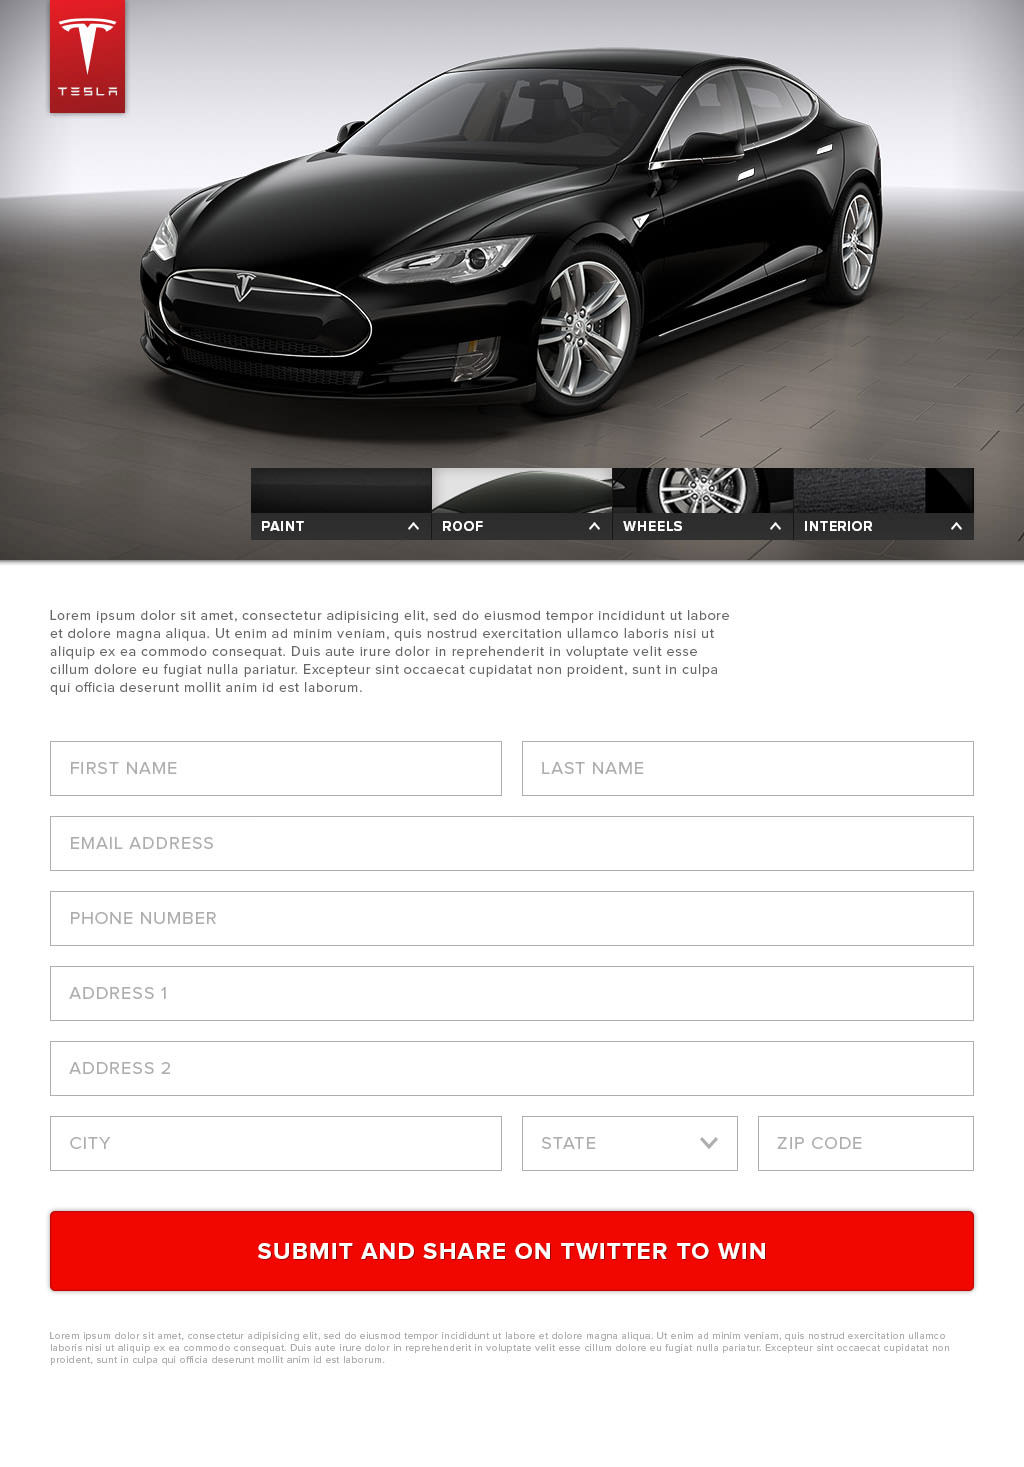 TESLA
PAINT
ROOF
WHEELS
INTERIOR
Lorem ipsum dolor sit amet, consectetur adipisicing elit, sed do eiusmod tempor incididunt ut labore
et dolore magna aliqua. Ut enim ad minim veniam, quis nostrud exercitation ullamco laboris nisi ut
aliquip ex ea commodo consequat. Duis aute irure dolor in reprehenderit in voluptate velit esse
cillum dolore eu fugiat nulla pariatur. Excepteur sint occaecat cupidatat non proident, sunt in culpa
qui officia deserunt mollit anim id est laborum.
FIRST NAME
LAST NAME
EMAIL ADDRESS
PHONE NUMBER
ADDRESS 1
ADDRESS 2
CITY
STATE
ZIP CODE
SUBMIT AND SHARE ON TWITTER TO WIN
Lorem ipsum dolor sit amet, consectetur adipisicing elit, sed do eiusmod tempor incididunt ut labore et dolore magna aliqua. Ut enim ad minim veniam, quis nostrud exercitation ullamco
laboris nisi ut aliquip ex ea commodo consequat. Duis aute irure dolor in reprehenderit in voluptate velit esse cillum dolore eu fugiat nulla pariatur. Excepteur sint occaecat cupidatat non
proident, sunt in culpa qui officia deserunt mollit anim id est laborum.